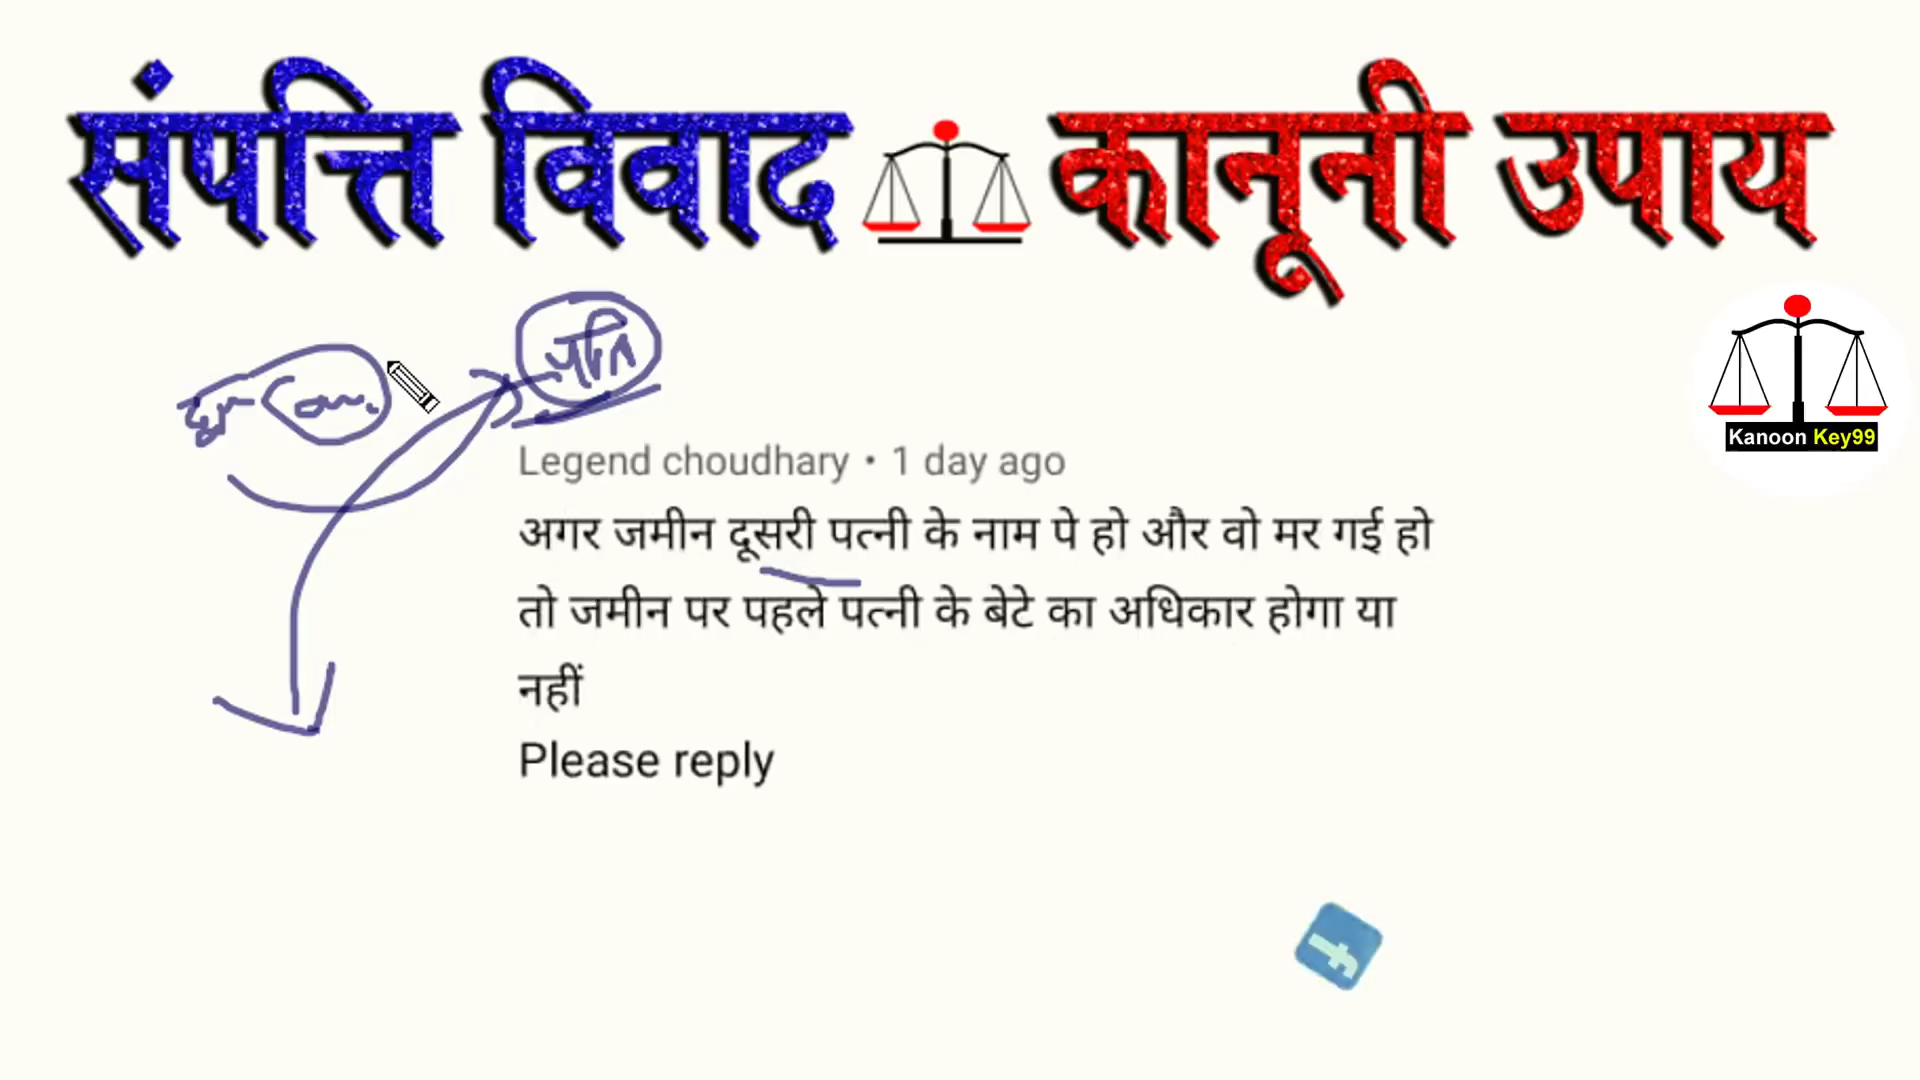 संपत्ति विवाद कानूनी उपाय
पति
Kanoon Key99
Legend choudhary • 1 day ago
अगर जमीन दूसरी पत्नी के नाम पे हो और वो मर गई हो
तो जमीन पर पहले पत्नी के बेटे का अधिकार होगा या
नहीं
Please reply